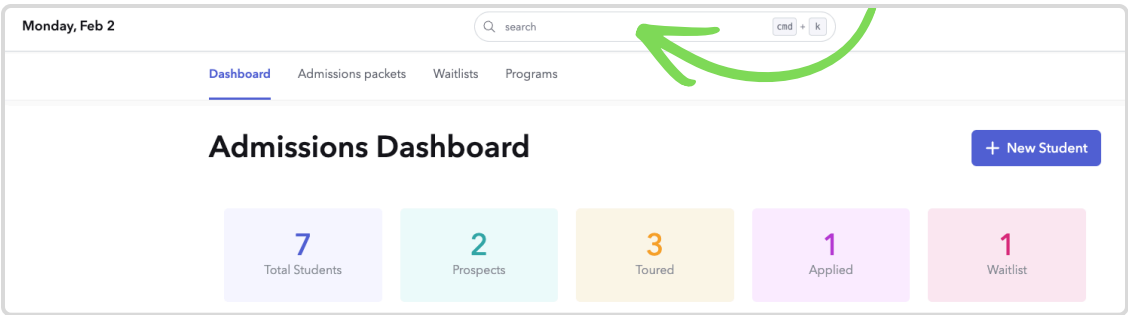 Monday, Feb 2
search
cmd + k
Dashboard Admissions packets Waitlists Programs
Admissions Dashboard
+ New Student
7 2 3 1 1
Total Students Prospects Toured Applied Waitlist